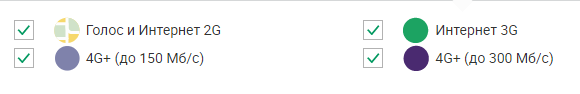 Голос и Интернет 2G
Интернет 3G
4G+ (до 150 Мб/с)
4G+ (до 300 Мб/с)